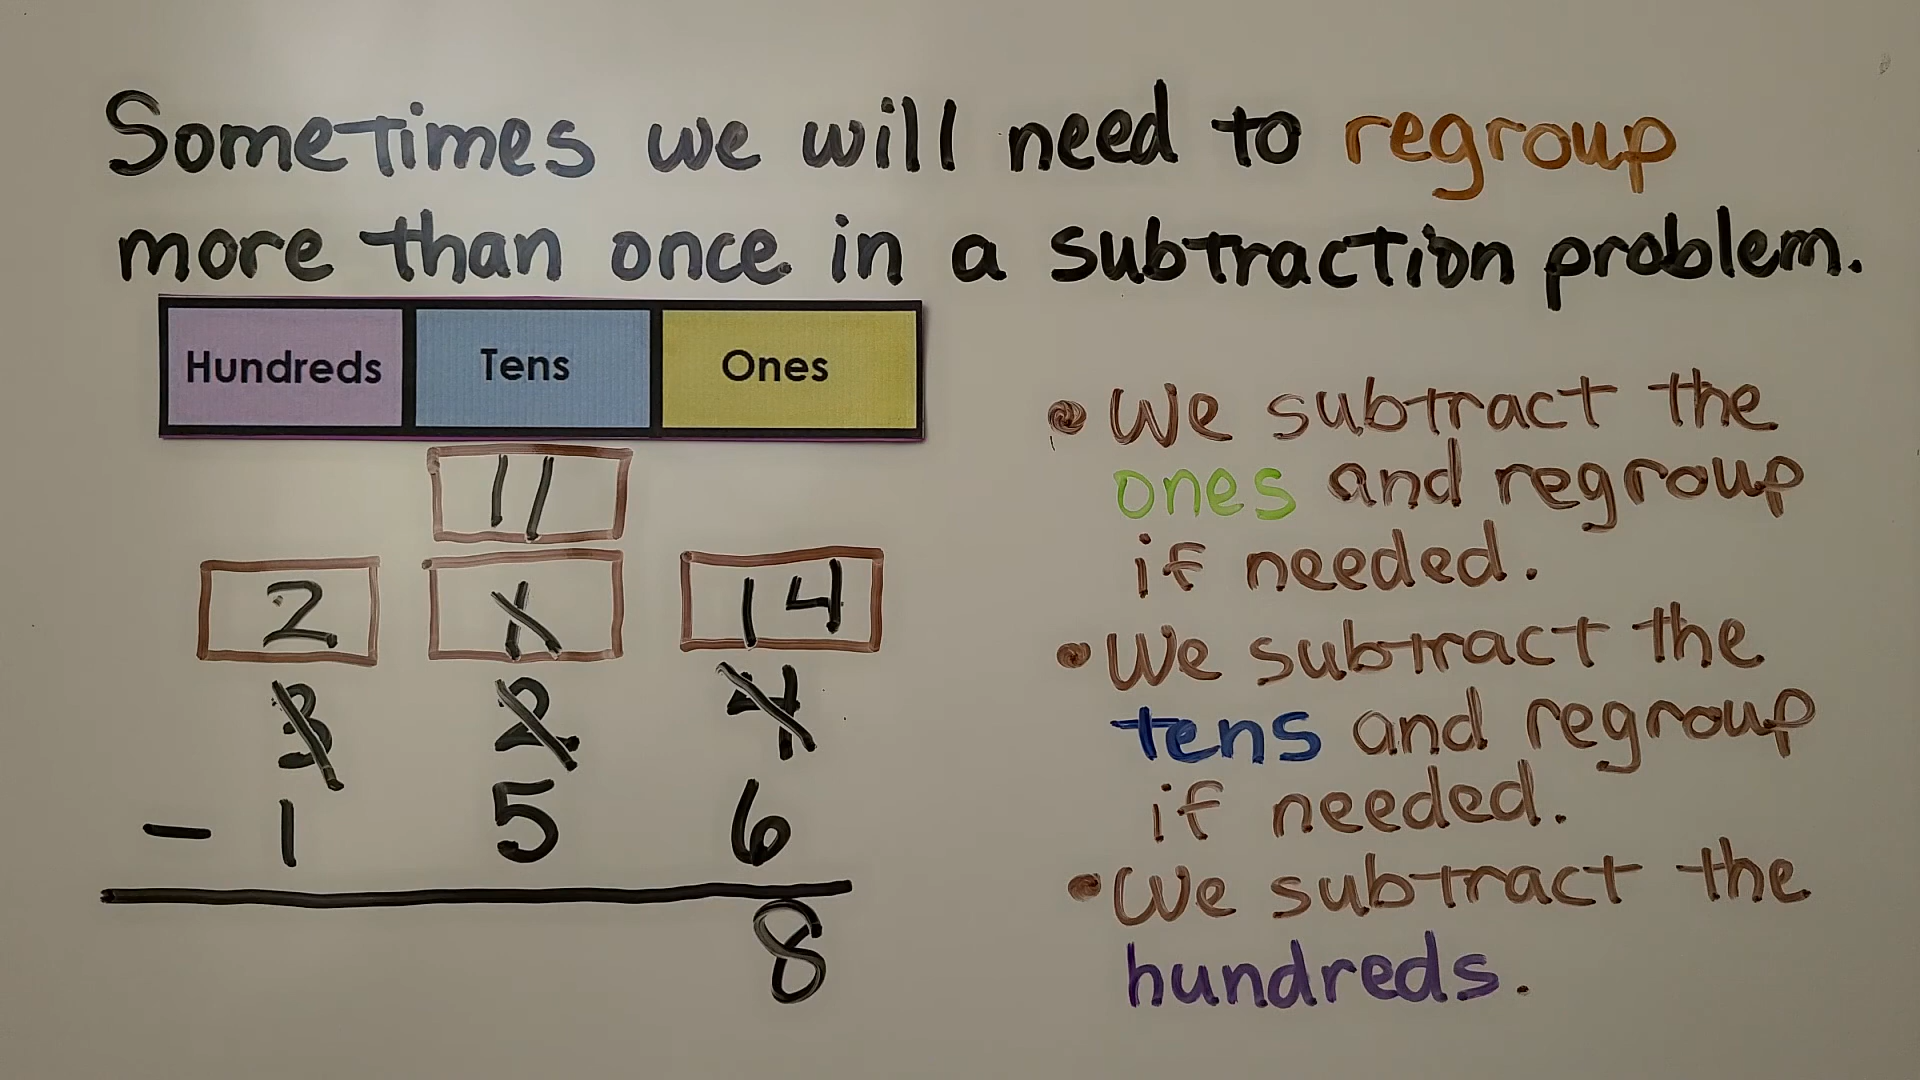 Sometimes we will need to regroup
more than once in a subtraction problem.
Hundreds Tens Ones
11
2 1 14
3 2 4
- 1 5 6
8
• We subtract the
ones and regroup
if needed.
• We subtract the
tens and regroup
if needed.
• We subtract the
hundreds.